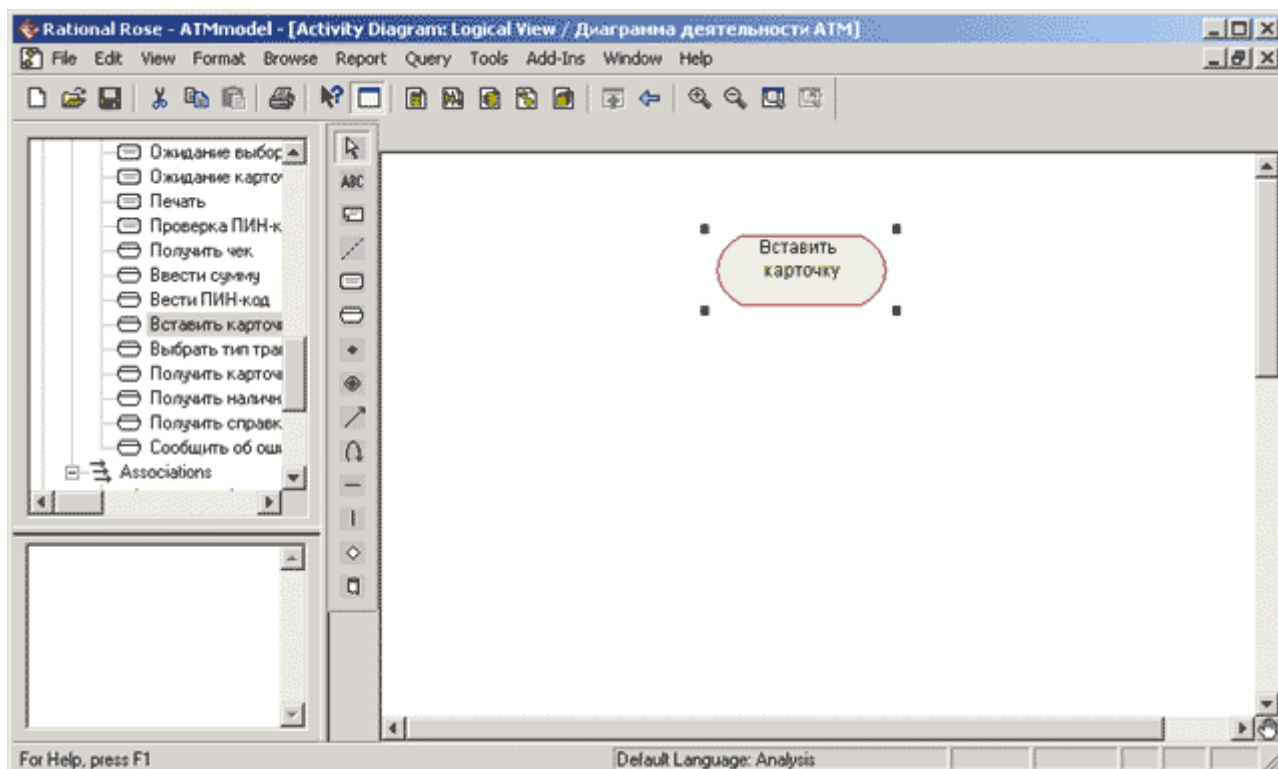 Rational Rose - ATMmodel - [Activity Diagram: Logical View / Диаграмма деятельности ATM]
File Edit View Format Browse Report Query Tools Add-Ins Window Help
Ожидание выбор
Ожидание карто
Печать
Проверка ПИН-к
Получить чек
Ввести сумму
Вести ПИН-код
Вставить карточ
Выбрать тип тра
Получить карточ
Получить наличн
Получить справк
Сообщить об ош
Associations
ABC
Вставить
карточку
For Help, press F1
Default Language: Analysis